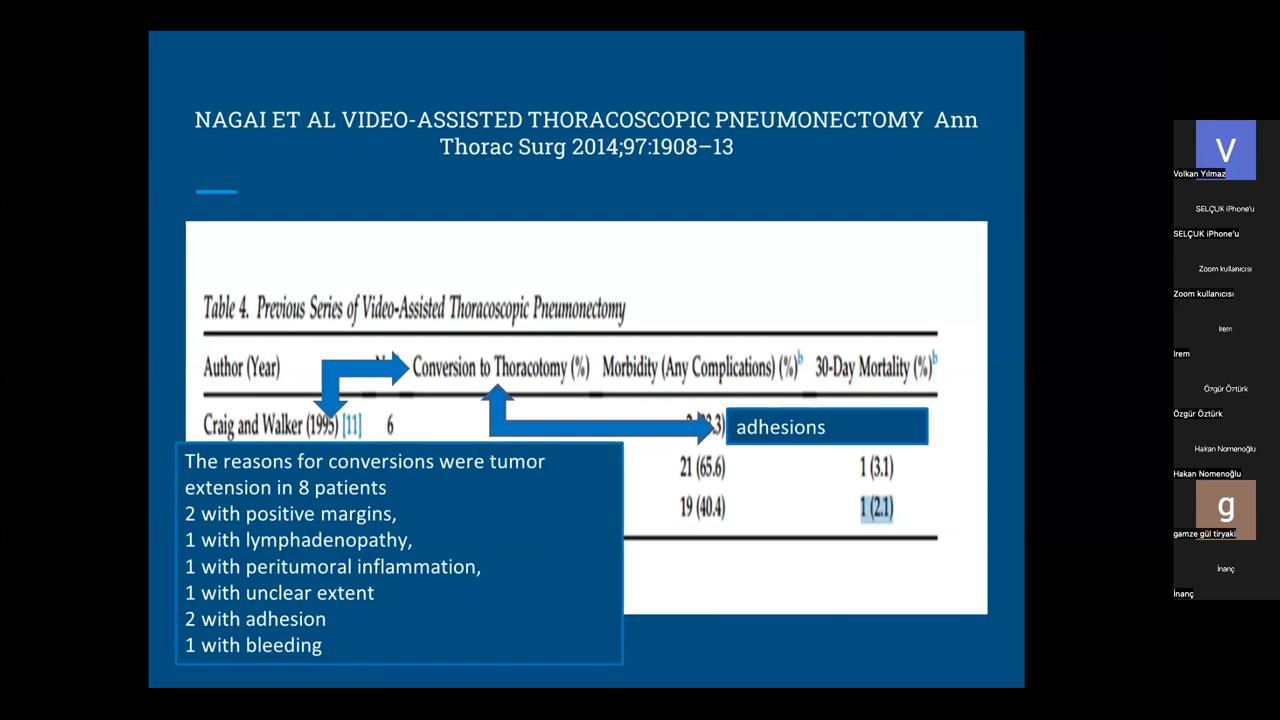 NAGAI ET AL VIDEO-ASSISTED THORACOSCOPIC PNEUMONECTOMY Ann
Thorac Surg 2014;97:1908–13
Table 4. Previous Series of Video-Assisted Thoracoscopic Pneumonectomy
Author (Year) Conversion to Thoracotomy (%) Morbidity (Any Complications) (%)b 30-Day Mortality (%)b
Craig and Walker (1995) [11] 6
adhesions
21 (65.6) 1 (3.1)
19 (40.4) 1 (2.1)
The reasons for conversions were tumor
extension in 8 patients
2 with positive margins,
1 with lymphadenopathy,
1 with peritumoral inflammation,
1 with unclear extent
2 with adhesion
1 with bleeding
V
Volkan Yılmaz
SELÇUK iPhone'u
SELÇUK iPhone'u
Zoom kullanıcısı
Zoom kullanıcısı
Irem
Irem
Özgür Öztürk
Özgür Öztürk
Hakan Nomenoğlu
Hakan Nomenoğlu
g
gamze gül tiryaki
İnanç
İnanç